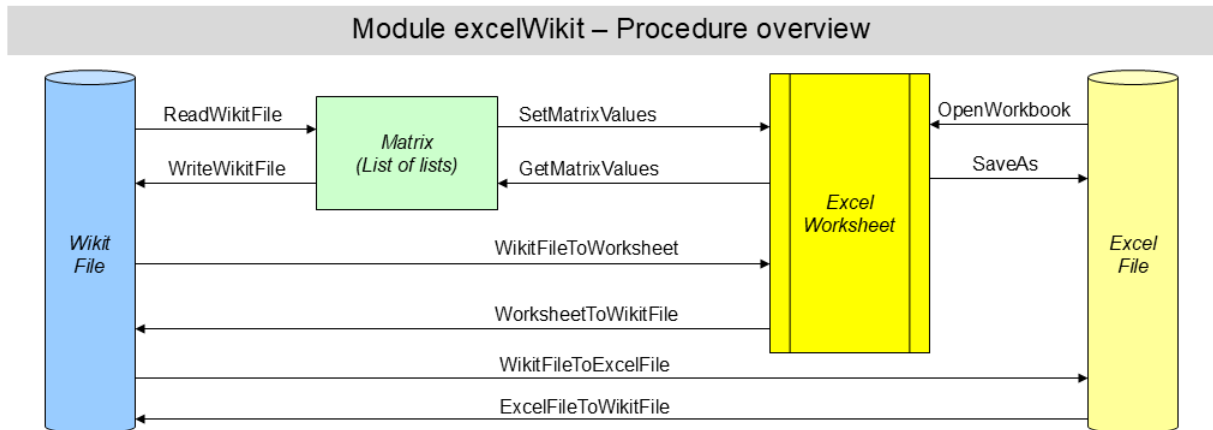 Module excelWikit – Procedure overview
ReadWikitFile
SetMatrixValues
OpenWorkbook
Matrix
(List of lists)
WriteWikitFile
GetMatrixValues
SaveAs
Excel
Worksheet
Wikit
File
WikitFileToWorksheet
Excel
File
WorksheetToWikitFile
WikitFileToExcelFile
ExcelFileToWikitFile